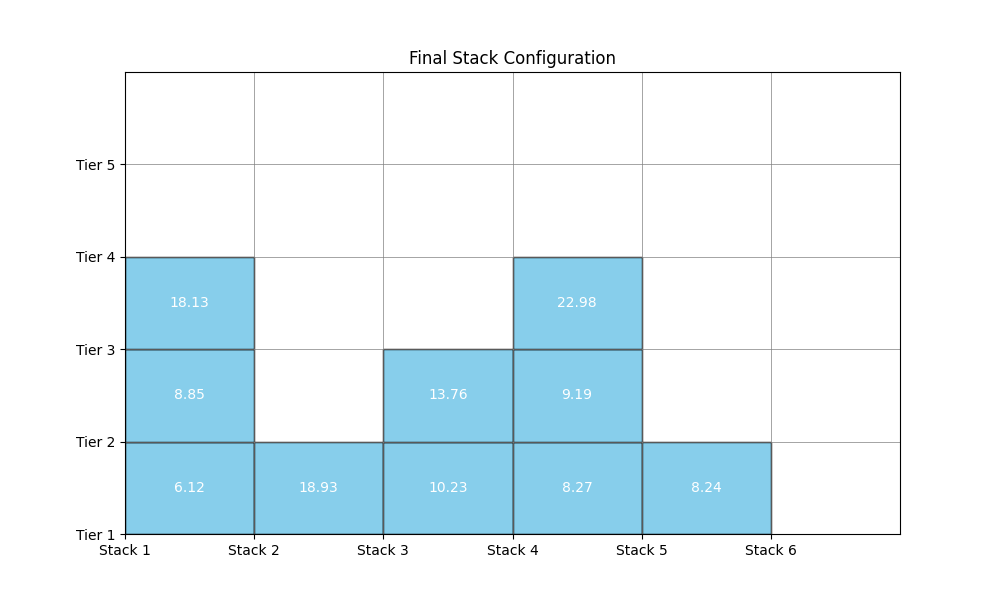 Final Stack Configuration
Tier 5
Tier 4
18.13 22.98
Tier 3
8.85 13.76 9.19
Tier 2
6.12 18.93 10.23 8.27 8.24
Tier 1
Stack 1 Stack 2 Stack 3 Stack 4 Stack 5 Stack 6